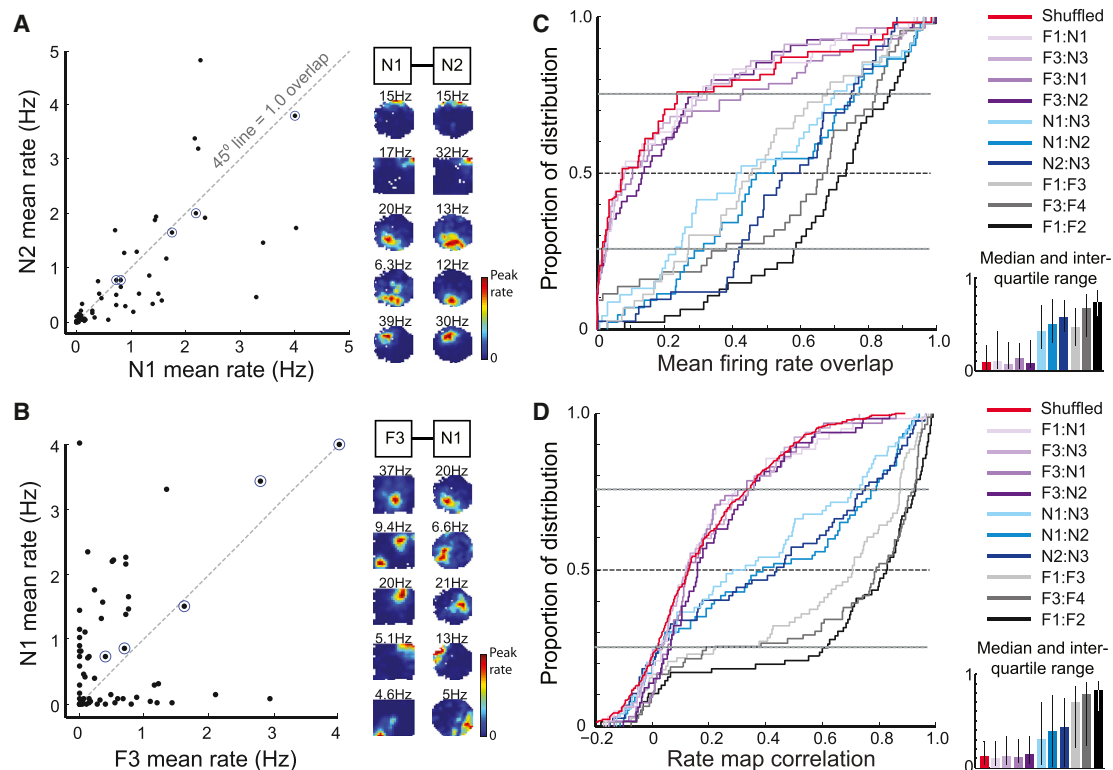 A
5
4
3
2
1
0
N2 mean rate (Hz)
45º line = 1.0 overlap
0 1 2 3 4 5
N1 mean rate (Hz)
N1 N2
15Hz 15Hz
17Hz 32Hz
20Hz 13Hz
6.3Hz 12Hz
39Hz 30Hz
Peak
rate
0
B
4
3
2
1
0
N1 mean rate (Hz)
0 1 2 3 4
F3 mean rate (Hz)
F3 N1
37Hz 20Hz
9.4Hz 6.6Hz
20Hz 21Hz
5.1Hz 13Hz
4.6Hz 5Hz
Peak
rate
0
C
1.0
0.5
0
Proportion of distribution
0 0.2 0.4 0.6 0.8 1.0
Mean firing rate overlap
Shuffled
F1:N1
F3:N3
F3:N1
F3:N2
N1:N3
N1:N2
N2:N3
F1:F3
F3:F4
F1:F2
Median and inter-
quartile range
1
0
D
1.0
0.5
0
Proportion of distribution
−0.2 0 0.2 0.4 0.6 0.8 1.0
Rate map correlation
Shuffled
F1:N1
F3:N3
F3:N1
F3:N2
N1:N3
N1:N2
N2:N3
F1:F3
F3:F4
F1:F2
Median and inter-
quartile range
1
0